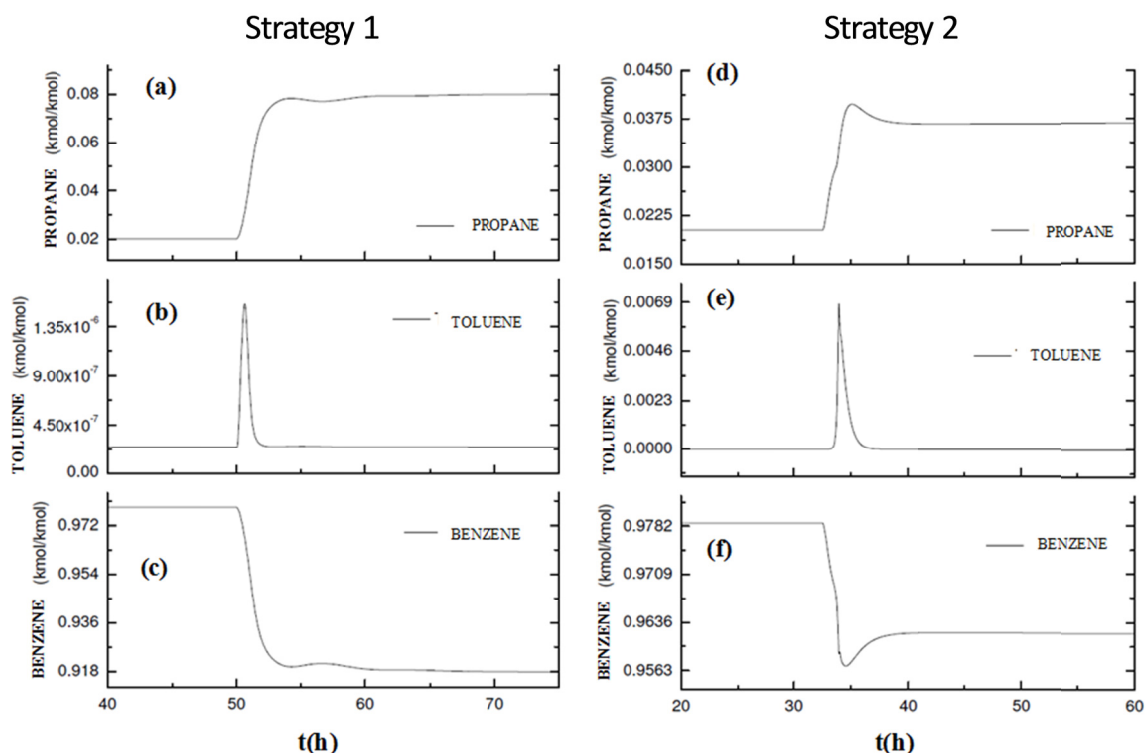 Strategy 1
(a)
PROPANE (kmol/kmol)
0.08
0.06
0.04
0.02
PROPANE
40
50
60
70
(b)
TOLUENE (kmol/kmol)
1.35x10⁻⁶
9.00x10⁻⁷
4.50x10⁻⁷
0.00
TOLUENE
(c)
BENZENE (kmol/kmol)
0.972
0.954
0.936
0.918
BENZENE
40
50
60
70
t(h)
Strategy 2
(d)
PROPANE (kmol/kmol)
0.0450
0.0375
0.0300
0.0225
0.0150
PROPANE
(e)
TOLUENE (kmol/kmol)
0.0069
0.0046
0.0023
0.0000
TOLUENE
(f)
BENZENE (kmol/kmol)
0.9782
0.9709
0.9636
0.9563
BENZENE
20
30
40
50
60
t(h)